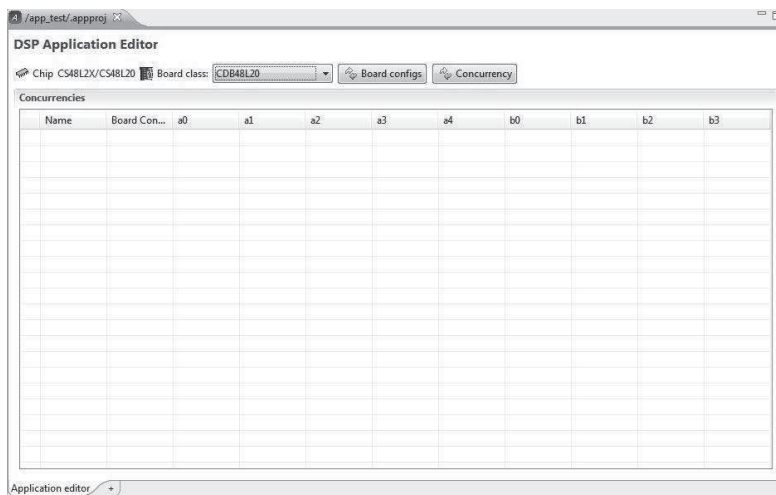 /app_test/.appproj
DSP Application Editor
Chip CS48L2X/CS48L20 Board class: CDB48L20 Board configs Concurrency
Concurrencies
Name Board Con... a0 a1 a2 a3 a4 b0 b1 b2 b3
Application editor +